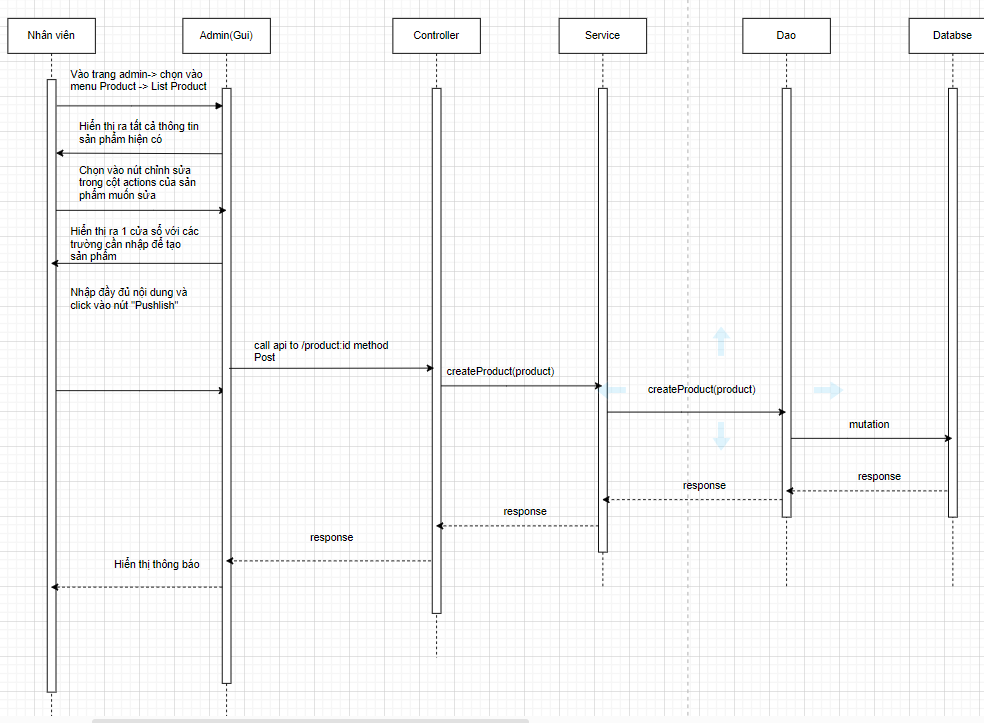 Nhân viên
Admin(Gui)
Controller
Service
Dao
Databse
Vào trang admin-> chọn vào
menu Product -> List Product
Hiển thị ra tất cả thông tin
sản phẩm hiện có
Chọn vào nút chỉnh sửa
trong cột actions của sản
phẩm muốn sửa
Hiển thị ra 1 cửa sổ với các
trường cần nhập để tạo
sản phẩm
Nhập đầy đủ nội dung và
click vào nút "Pushlish"
call api to /product:id method
Post
createProduct(product)
createProduct(product)
mutation
response
response
response
response
Hiển thị thông báo